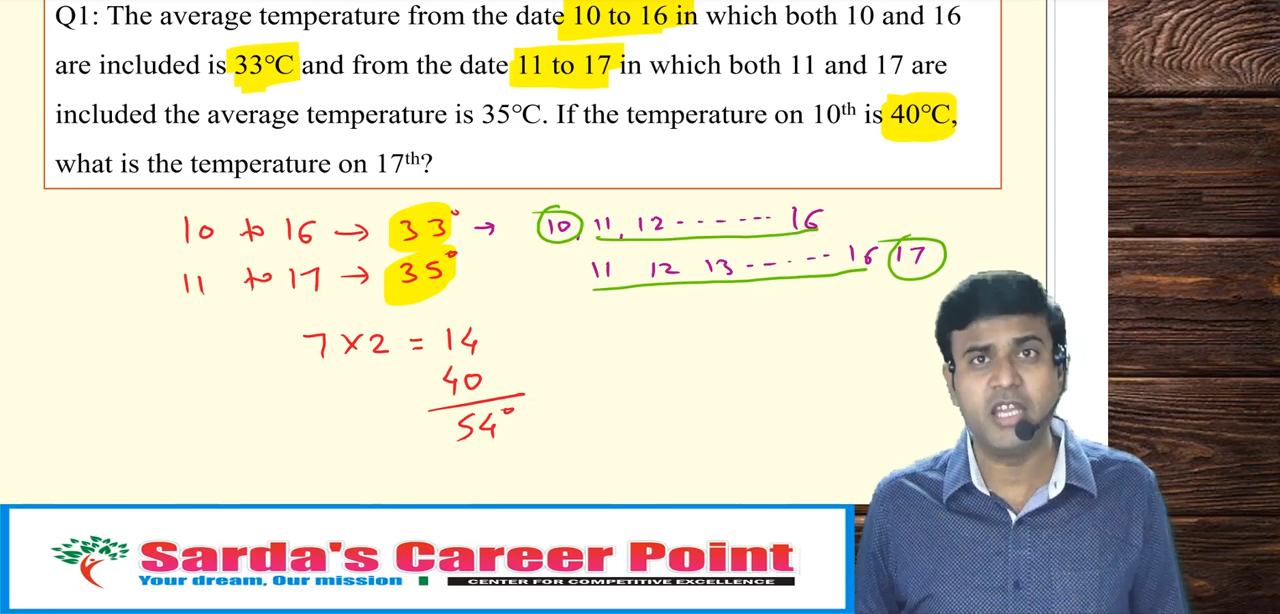 Q1: The average temperature from the date 10 to 16 in which both 10 and 16
are included is 33°C and from the date 11 to 17 in which both 11 and 17 are
included the average temperature is 35°C. If the temperature on 10th is 40°C,
what is the temperature on 17th?
10 to 16 → 33° → 10, 11, 12 ------- 16
11 to 17 → 35° 11 12 13 ------- 16 17
7 × 2 = 14
40
54°
Sarda's Career Point
Your dream, Our mission CENTER FOR COMPETITIVE EXCELLENCE